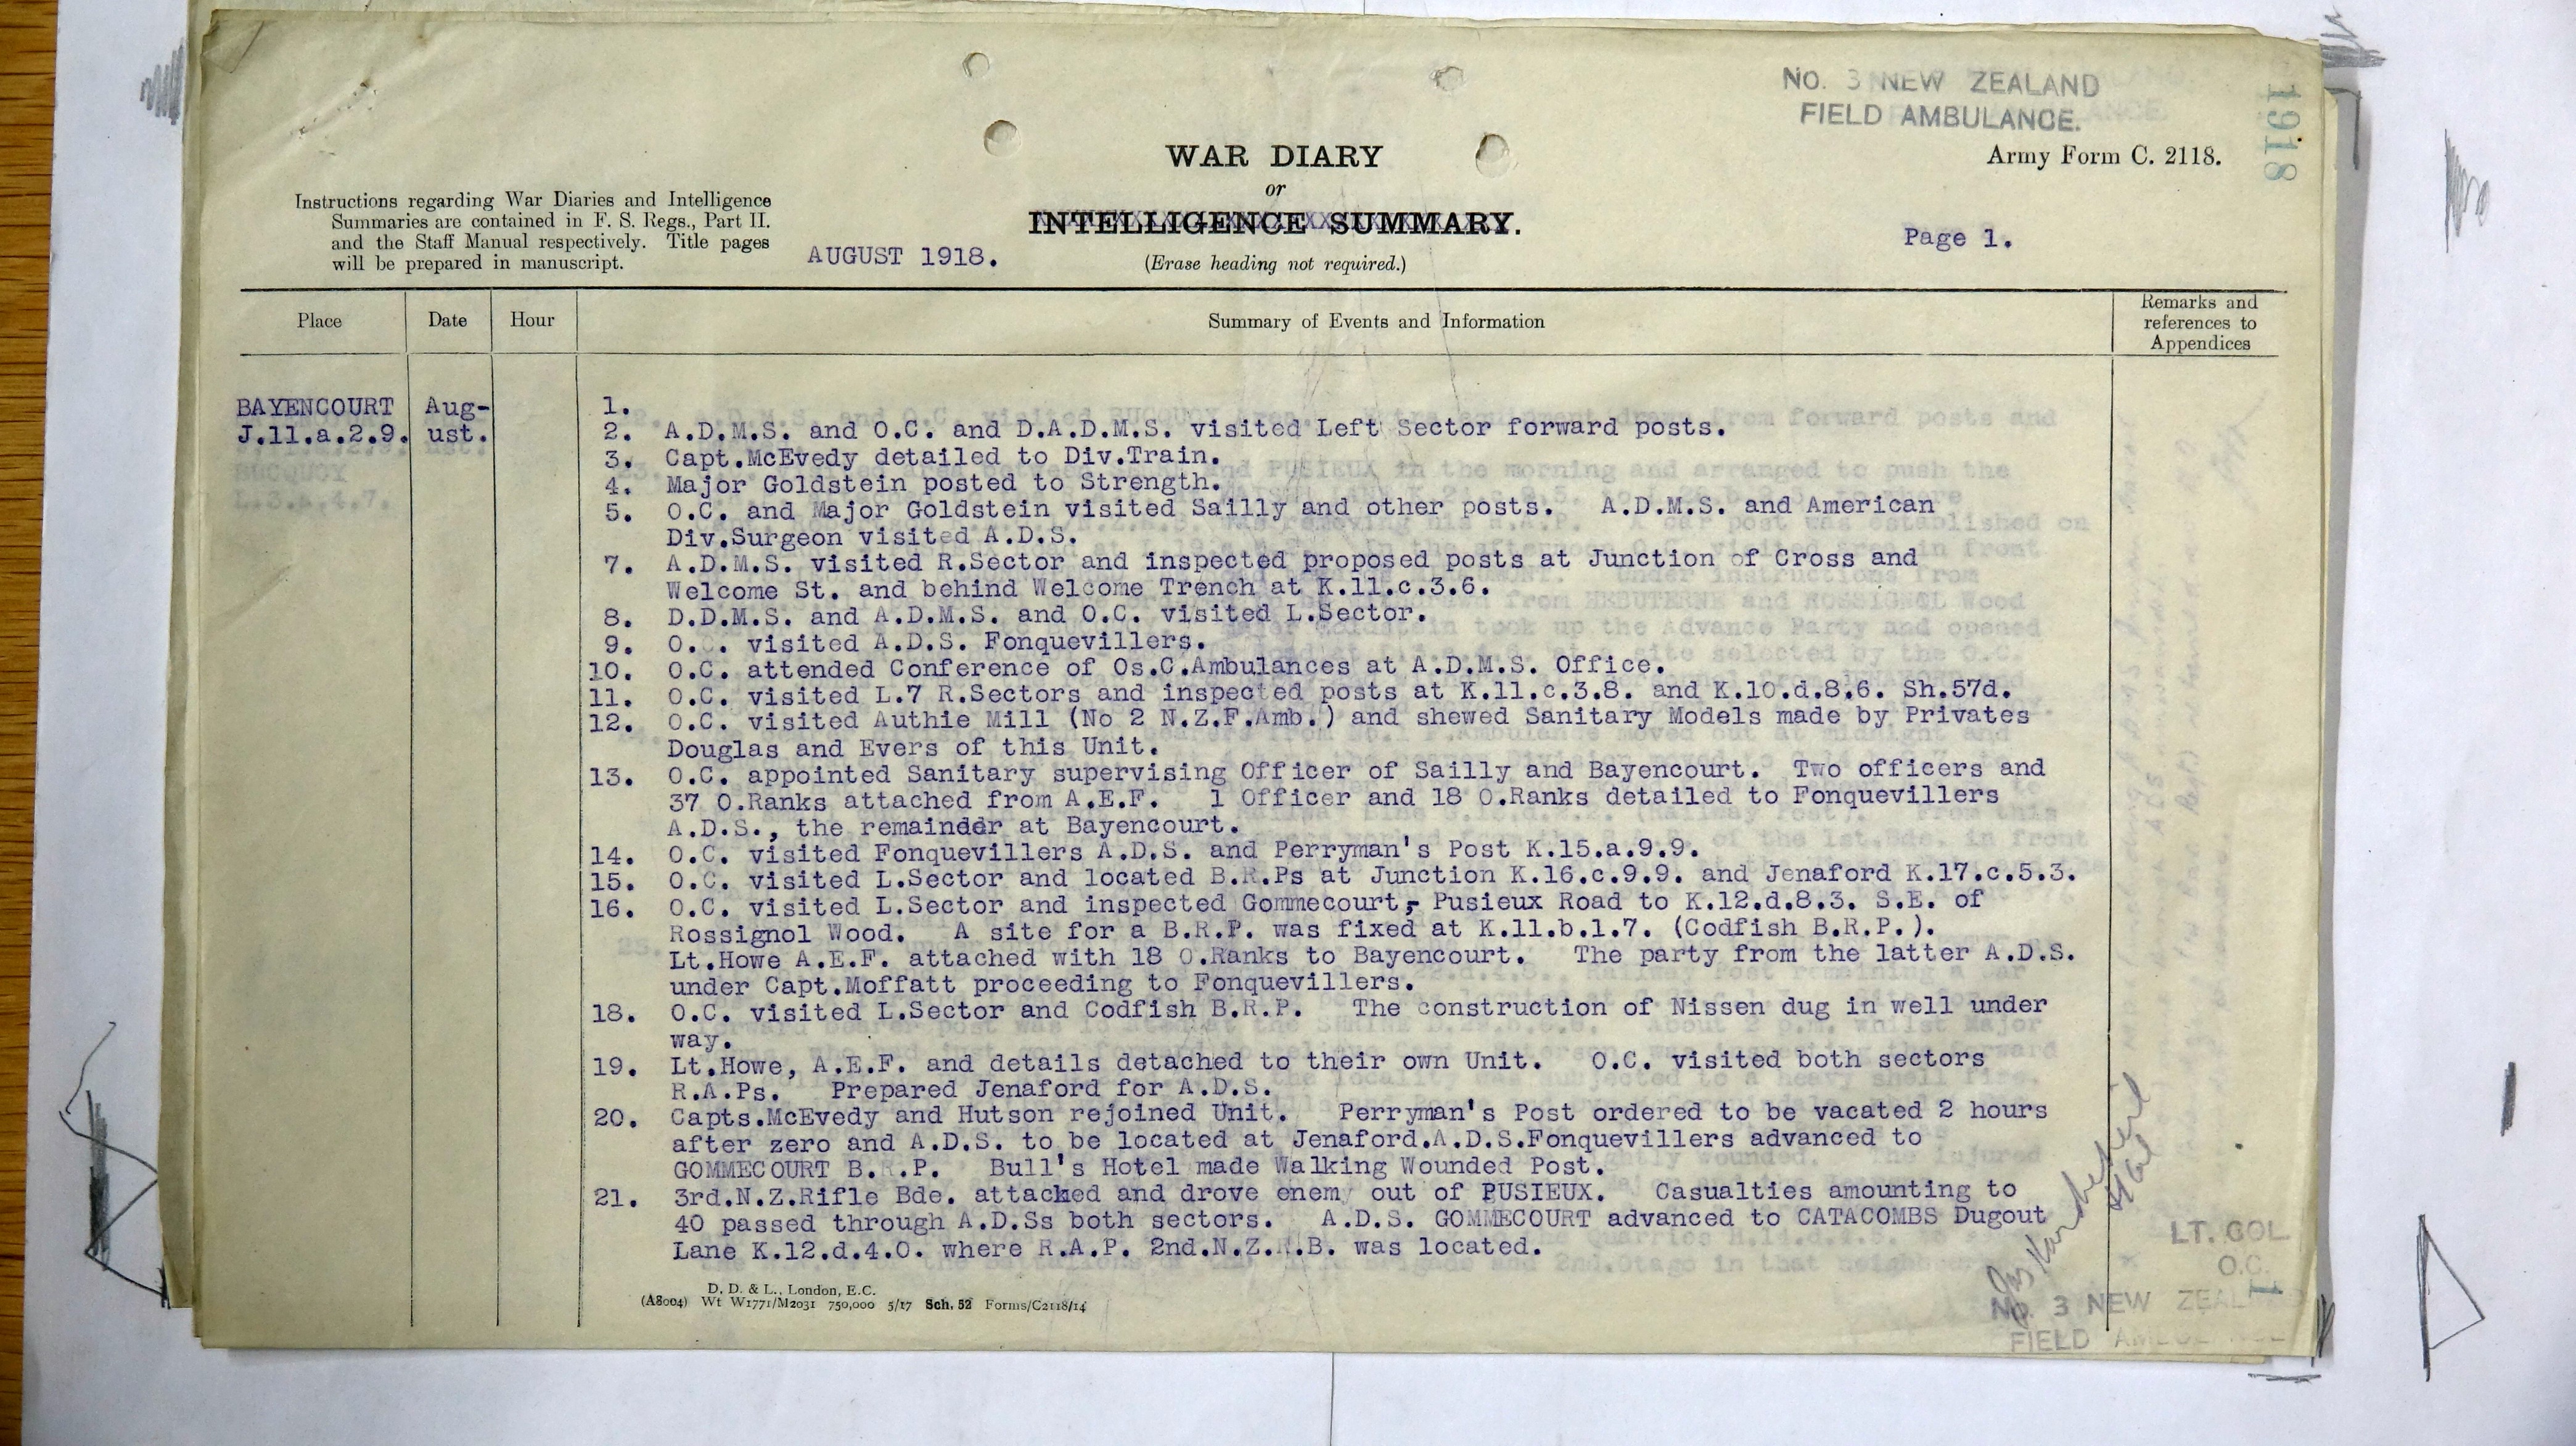 NO. 3 NEW ZEALAND
FIELD AMBULANCE.
1918
WAR DIARY
Army Form C. 2118.
or
Instructions regarding War Diaries and Intelligence
Summaries are contained in F. S. Regs., Part II.
and the Staff Manual respectively. Title pages
will be prepared in manuscript.
INTELLIGENCE SUMMARY.
Page 1.
AUGUST 1918.
(Erase heading not required.)
Place Date Hour Summary of Events and Information Remarks and
references to
Appendices
BAYENCOURT Aug- 1.
J.11.a.2.9. ust. 2. A.D.M.S. and O.C. and D.A.D.M.S. visited Left Sector forward posts.
3. Capt.McEvedy detailed to Div.Train.
4. Major Goldstein posted to Strength.
5. O.C. and Major Goldstein visited Sailly and other posts. A.D.M.S. and American
Div.Surgeon visited A.D.S.
7. A.D.M.S. visited R.Sector and inspected proposed posts at Junction of Cross and
Welcome St. and behind Welcome Trench at K.11.c.3.6.
8. D.D.M.S. and A.D.M.S. and O.C. visited L.Sector.
9. O.C. visited A.D.S. Fonquevillers.
10. O.C. attended Conference of Os.C.Ambulances at A.D.M.S. Office.
11. O.C. visited L.7 R.Sectors and inspected posts at K.11.c.3.8. and K.10.d.8.6. Sh.57d.
12. O.C. visited Authie Mill (No 2 N.Z.F.Amb.) and shewed Sanitary Models made by Privates
Douglas and Evers of this Unit.
13. O.C. appointed Sanitary supervising Officer of Sailly and Bayencourt. Two officers and
37 O.Ranks attached from A.E.F. 1 Officer and 18 O.Ranks detailed to Fonquevillers
A.D.S., the remainder at Bayencourt.
14. O.C. visited Fonquevillers A.D.S. and Perryman's Post K.15.a.9.9.
15. O.C. visited L.Sector and located B.R.Ps at Junction K.16.c.9.9. and Jenaford K.17.c.5.3.
16. O.C. visited L.Sector and inspected Gommecourt,- Pusieux Road to K.12.d.8.3. S.E. of
Rossignol Wood. A site for a B.R.P. was fixed at K.11.b.1.7. (Codfish B.R.P.).
Lt.Howe A.E.F. attached with 18 O.Ranks to Bayencourt. The party from the latter A.D.S.
under Capt.Moffatt proceeding to Fonquevillers.
18. O.C. visited L.Sector and Codfish B.R.P. The construction of Nissen dug in well under
way.
19. Lt.Howe, A.E.F. and details detached to their own Unit. O.C. visited both sectors
R.A.Ps. Prepared Jenaford for A.D.S.
20. Capts.McEvedy and Hutson rejoined Unit. Perryman's Post ordered to be vacated 2 hours
after zero and A.D.S. to be located at Jenaford.A.D.S.Fonquevillers advanced to
GOMMECOURT B.R.P. Bull's Hotel made Walking Wounded Post.
21. 3rd.N.Z.Rifle Bde. attacked and drove enemy out of PUSIEUX. Casualties amounting to
40 passed through A.D.Ss both sectors. A.D.S. GOMMECOURT advanced to CATACOMBS Dugout
Lane K.12.d.4.0. where R.A.P. 2nd.N.Z.R.B. was located.
LT. COL
O.C.
1
No. 3 NEW ZEALAND
FIELD AMBULANCE
D. D. & L., London, E.C.
(A8004) Wt W1771/M2031 750,000 5/17 Sch. 52 Forms/C2118/14